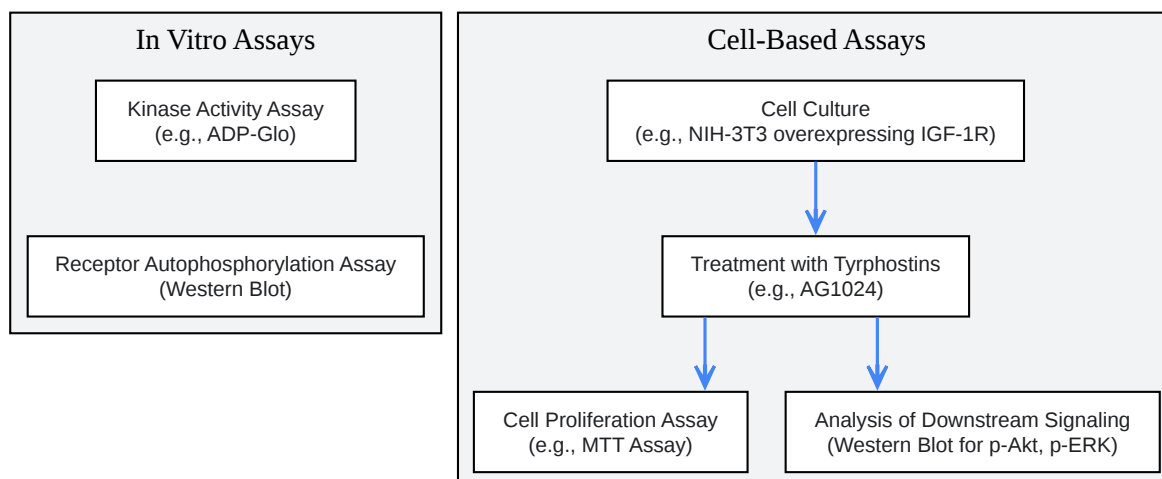 In Vitro Assays
Kinase Activity Assay
(e.g., ADP-Glo)
Receptor Autophosphorylation Assay
(Western Blot)
Cell-Based Assays
Cell Culture
(e.g., NIH-3T3 overexpressing IGF-1R)
Treatment with Tyrphostins
(e.g., AG1024)
Cell Proliferation Assay
(e.g., MTT Assay)
Analysis of Downstream Signaling
(Western Blot for p-Akt, p-ERK)